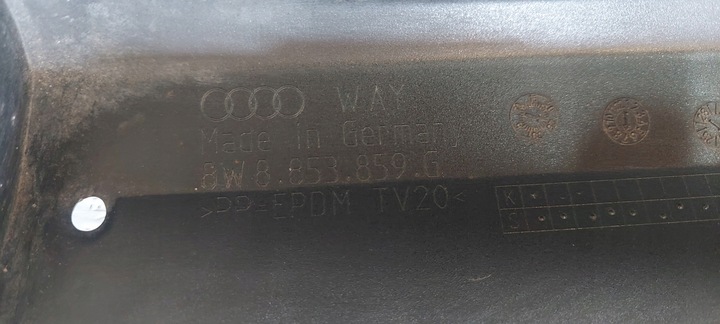 WAY
Made in Germany
8W8.853.859.G
>PP-EPDM TV20<
K
S